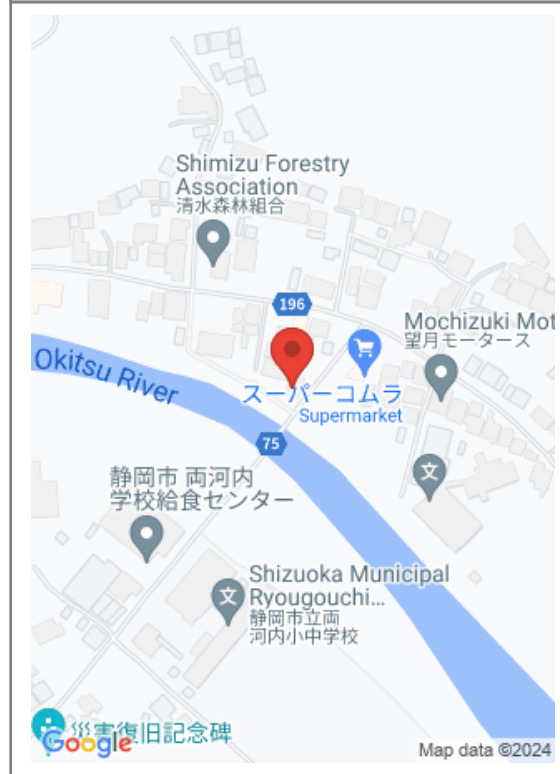 Shimizu Forestry
Association
清水森林組合
196
Mochizuki Mot
望月モータース
Okitsu River
スーパーコムラ
Supermarket
75
静岡市 両河内
学校給食センター
文
Shizuoka Municipal
Ryougouchi...
文
静岡市立両
河内小中学校
災害復旧記念碑
Google
Map data ©2024